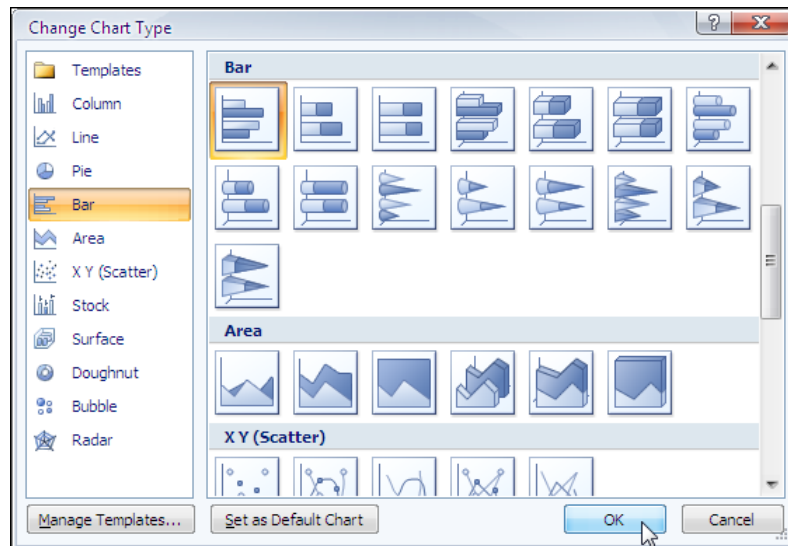 Change Chart Type
?
Templates
Column
Line
Pie
Bar
Area
X Y (Scatter)
Stock
Surface
Doughnut
Bubble
Radar
Bar
Area
X Y (Scatter)
Manage Templates...
Set as Default Chart
OK
Cancel